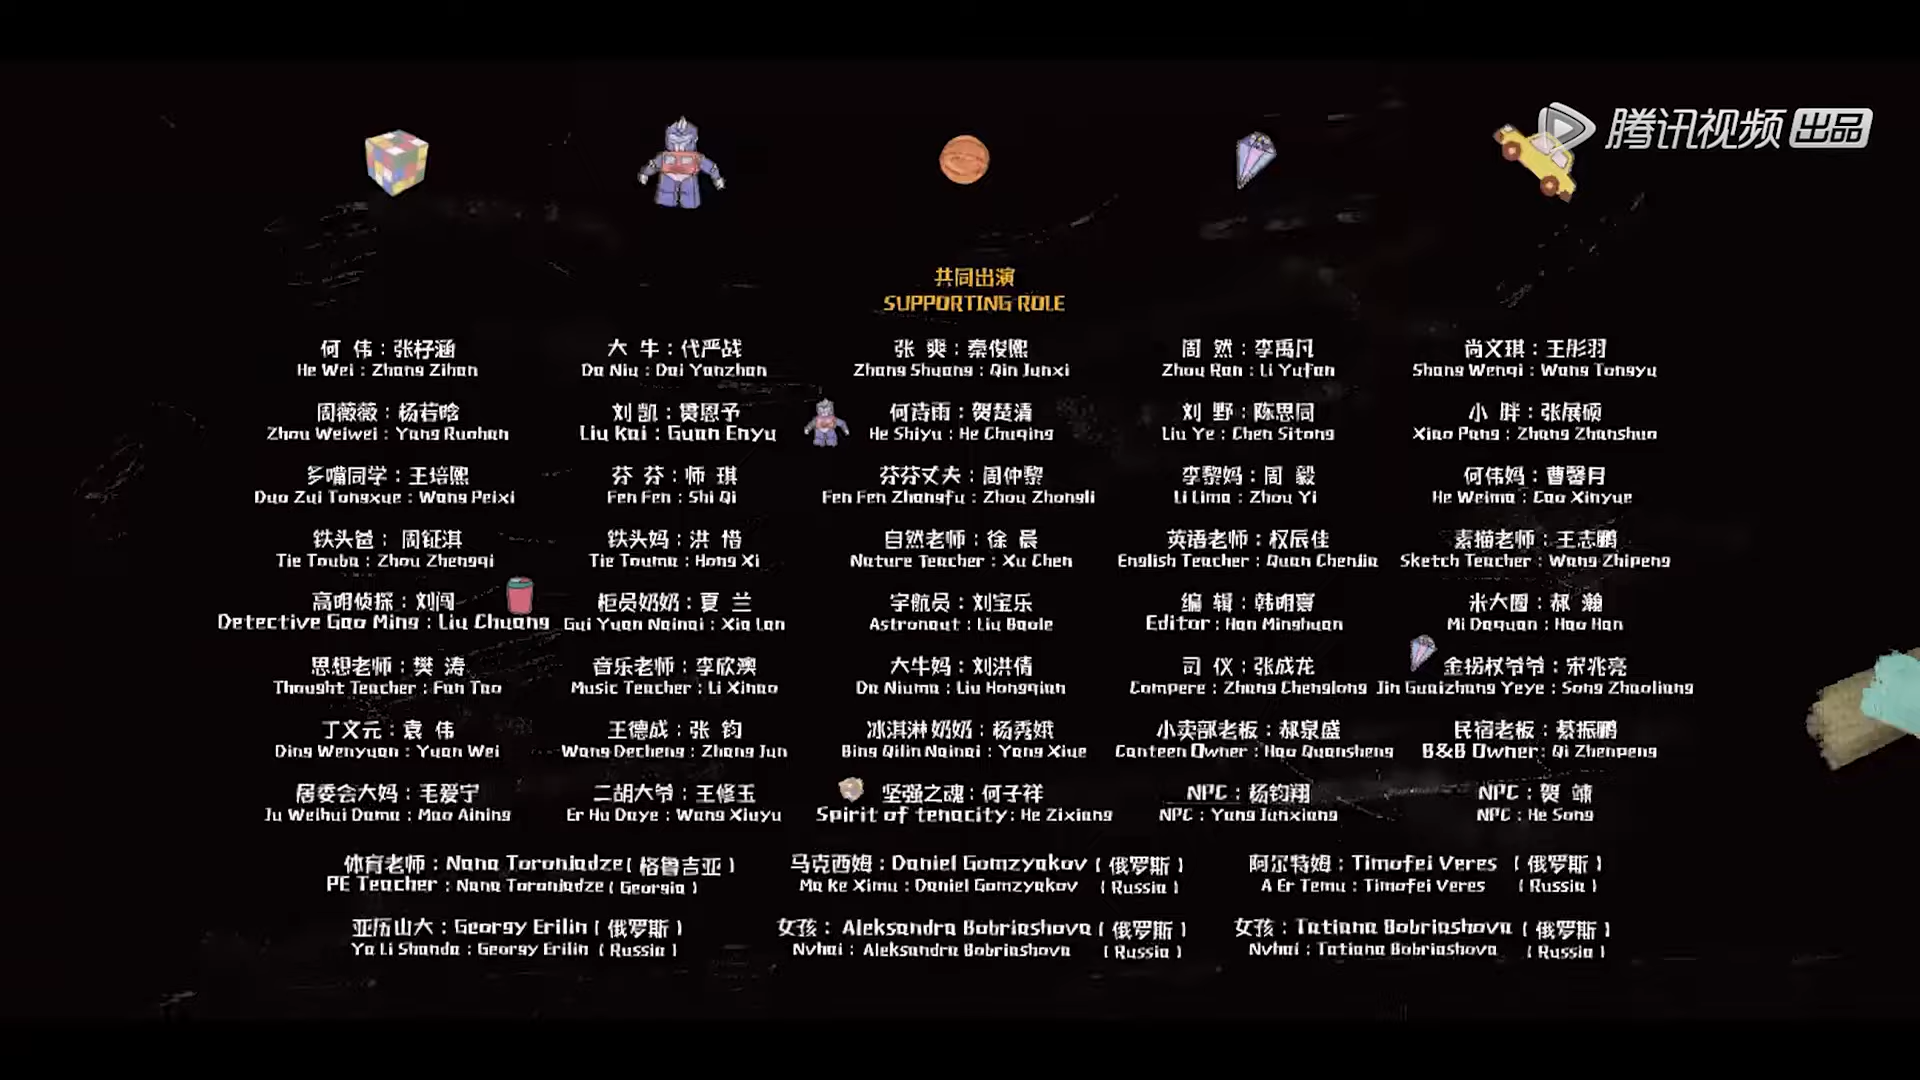 腾讯视频 出品
共同出演
SUPPORTING ROLE
何 伟：张籽涵 大 牛：代严战 张 爽：秦俊熙 周 然：李禹凡 尚文琪：王彤羽
He Wei : Zhang Zihan Da Niu : Dai Yanzhan Zhang Shuang : Qin Junxi Zhou Ran : Li Yufan Shang Wenqi : Wang Tongyu
周薇薇：杨若晗 刘 凯：贯恩予 何诗雨：贺楚清 刘 野：陈思同 小 胖：张展硕
Zhou Weiwei : Yang Ruohan Liu Kai : Guan Enyu He Shiyu : He Chuqing Liu Ye : Chen Sitong Xiao Pang : Zhang Zhanshuo
多嘴同学：王培熙 芬 芬：师 琪 芬芬丈夫：周仲黎 李黎妈：周 毅 何伟妈：曹馨月
Duo Zui Tongxue : Wang Peixi Fen Fen : Shi Qi Fen Fen Zhangfu : Zhou Zhongli Li Lima : Zhou Yi He Weima : Cao Xinyue
铁头爸：周钲淇 铁头妈：洪 惜 自然老师：徐 晨 英语老师：权辰佳 素描老师：王志鹏
Tie Touba : Zhou Zhengqi Tie Touma : Hong Xi Nature Teacher : Xu Chen English Teacher : Quan Chenjia Sketch Teacher : Wang Zhipeng
高明侦探：刘闯 柜员奶奶：夏 兰 宇航员：刘宝乐 编 辑：韩明寰 米大圈：郝 瀚
Detective Gao Ming : Liu Chuang Gui Yuan Nainai : Xia Lan Astronaut : Liu Baole Editor : Han Minghuan Mi Daquan : Hao Han
思想老师：樊 涛 音乐老师：李欣澳 大牛妈：刘洪倩 司 仪：张成龙 金拐杖爷爷：宋兆亮
Thought Teacher : Fan Tao Music Teacher : Li Xinao Da Niuma : Liu Hongqian Compere : Zhang Chenglong Jin Guaizhang Yeye : Song Zhaoliang
丁文元：袁 伟 王德成：张 钧 冰淇淋奶奶：杨秀娥 小卖部老板：郝泉盛 民宿老板：綦振鹏
Ding Wenyuan : Yuan Wei Wang Decheng : Zhang Jun Bing Qilin Nainai : Yang Xiue Canteen Owner : Hao Quansheng B&B Owner: Qi Zhenpeng
居委会大妈：毛爱宁 二胡大爷：王修玉 坚强之魂：何子祥 NPC：杨钧翔 NPC：贺 竦
Ju Weihui Dama : Mao Aining Er Hu Daye : Wang Xiuyu Spirit of tenacity: He Zixiang NPC : Yang Junxiang NPC : He Song
体育老师：Nana Toroniadze（格鲁吉亚） 马克西姆：Daniel Gomzyakov（俄罗斯） 阿尔特姆：Timofei Veres （俄罗斯）
PE Teacher : Nana Toroniadze ( Georgia ) Ma ke Ximu : Daniel Gomzyakov ( Russia ) A Er Temu : Timofei Veres ( Russia )
亚历山大：Georgy Erilin（俄罗斯） 女孩：Aleksandra Bobriashova（俄罗斯） 女孩：Tatiana Bobriashova（俄罗斯）
Ya Li Shanda : Georgy Erilin ( Russia ) Nvhai : Aleksandra Bobriashova ( Russia ) Nvhai : Tatiana Bobriashova ( Russia )